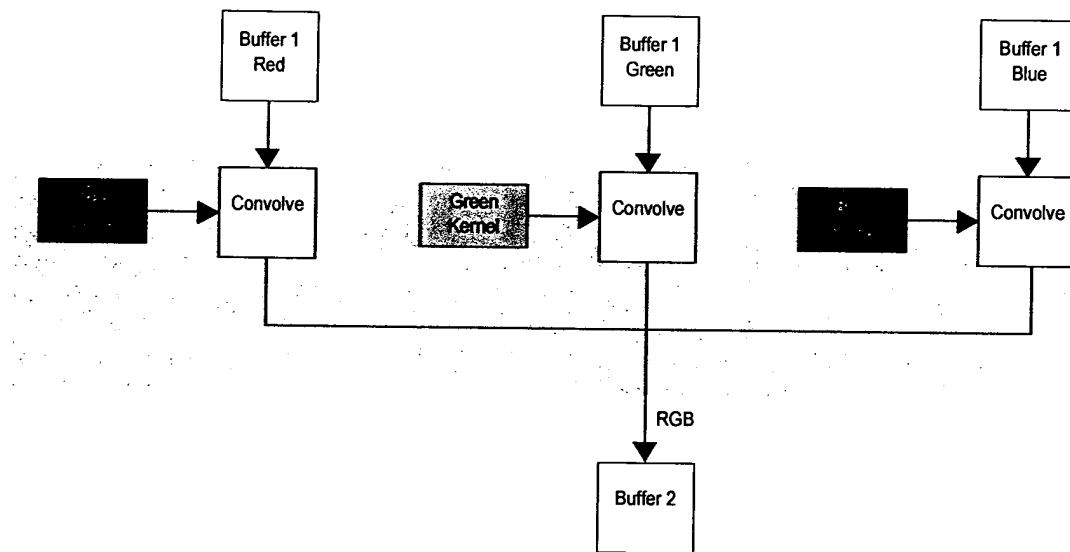 Buffer 1
Red
Buffer 1
Green
Buffer 1
Blue
Convolve
Green
Kernel
Convolve
Convolve
RGB
Buffer 2